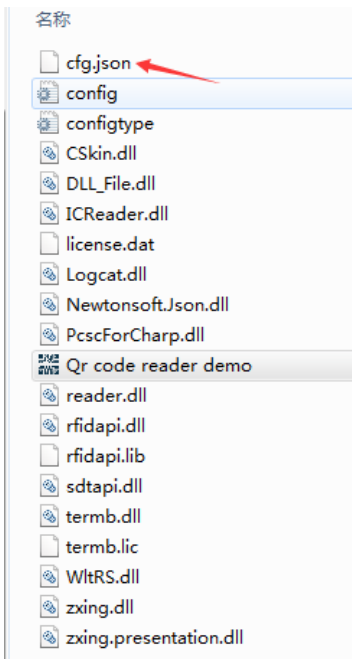 名称
cfg.json
config
configtype
CSkin.dll
DLL_File.dll
ICReader.dll
license.dat
Logcat.dll
Newtonsoft.Json.dll
PcscForCharp.dll
Qr code reader demo
reader.dll
rfidapi.dll
rfidapi.lib
sdtapi.dll
termb.dll
termb.lic
WltRS.dll
zxing.dll
zxing.presentation.dll